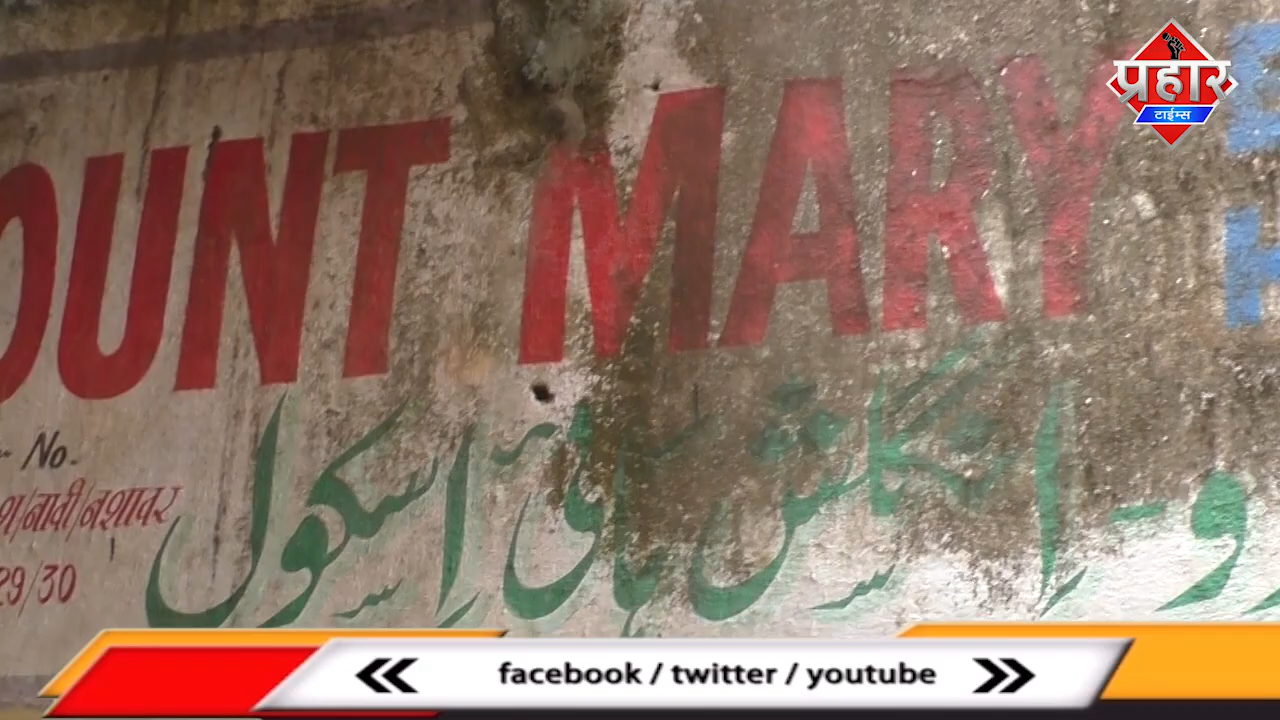 OUNT MARY
प्रहार
टाईम्स
و - انگلش ہائی اسکول
No.
/नावी/नशावर
29/30
facebook / twitter / youtube